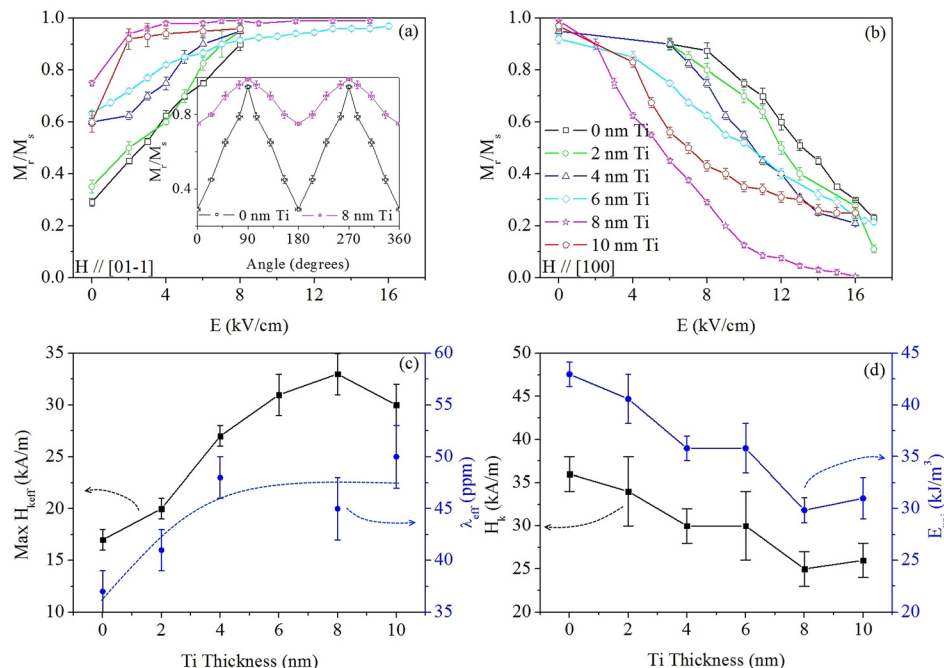 (a)
M_r/M_s
1.0
0.8
0.6
0.4
0.2
0.0
0 4 8 12 16
E (kV/cm)
H // [01-1]
M_r/M_s
0.8
0.4
0 90 180 270 360
Angle (degrees)
0 nm Ti 8 nm Ti
(b)
M_r/M_s
1.0
0.8
0.6
0.4
0.2
0.0
0 nm Ti
2 nm Ti
4 nm Ti
6 nm Ti
8 nm Ti
10 nm Ti
H // [100]
0 4 8 12 16
E (kV/cm)
(c)
Max H_keff (kA/m)
35
30
25
20
15
10
0 2 4 6 8 10
Ti Thickness (nm)
60
55
50
45
40
35
λ_eff (ppm)
(d)
H_k (kA/m)
50
45
40
35
30
25
20
0 2 4 6 8 10
Ti Thickness (nm)
45
40
35
30
25
20
(kJ/m³)